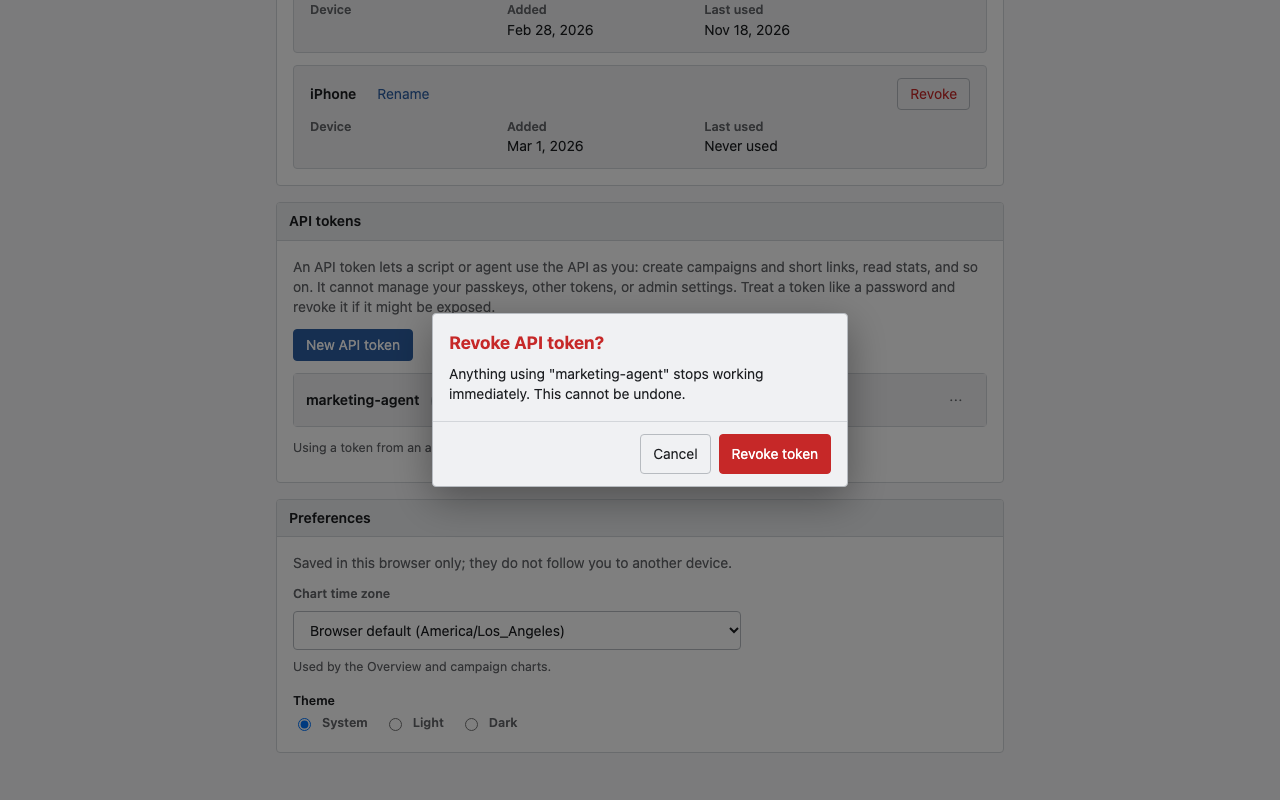 Device Added Last used
Feb 28, 2026 Nov 18, 2026
iPhone Rename Revoke
Device Added Last used
Mar 1, 2026 Never used
API tokens
An API token lets a script or agent use the API as you: create campaigns and short links, read stats, and so
on. It cannot manage your passkeys, other tokens, or admin settings. Treat a token like a password and
revoke it if it might be exposed.
New API token
marketing-agent ...
Using a token from an a
Revoke API token?
Anything using "marketing-agent" stops working
immediately. This cannot be undone.
Cancel Revoke token
Preferences
Saved in this browser only; they do not follow you to another device.
Chart time zone
Browser default (America/Los_Angeles)
Used by the Overview and campaign charts.
Theme
System Light Dark